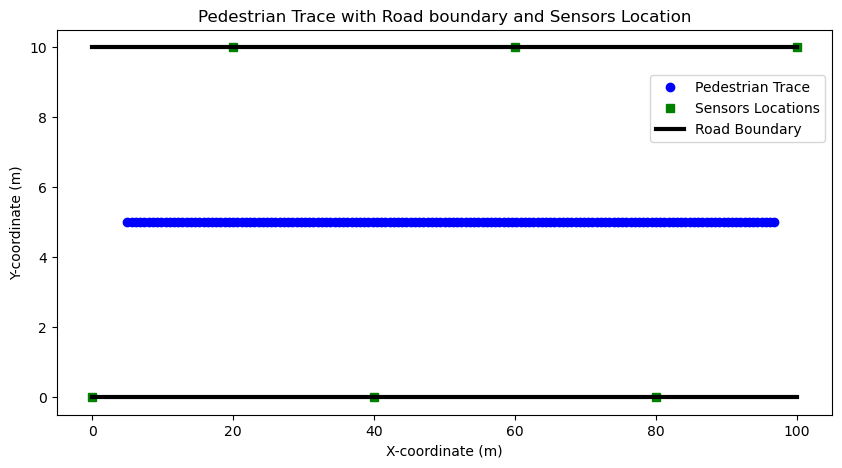 Pedestrian Trace with Road boundary and Sensors Location
10
8
6
4
2
0
Y-coordinate (m)
Pedestrian Trace
Sensors Locations
Road Boundary
0 20 40 60 80 100
X-coordinate (m)